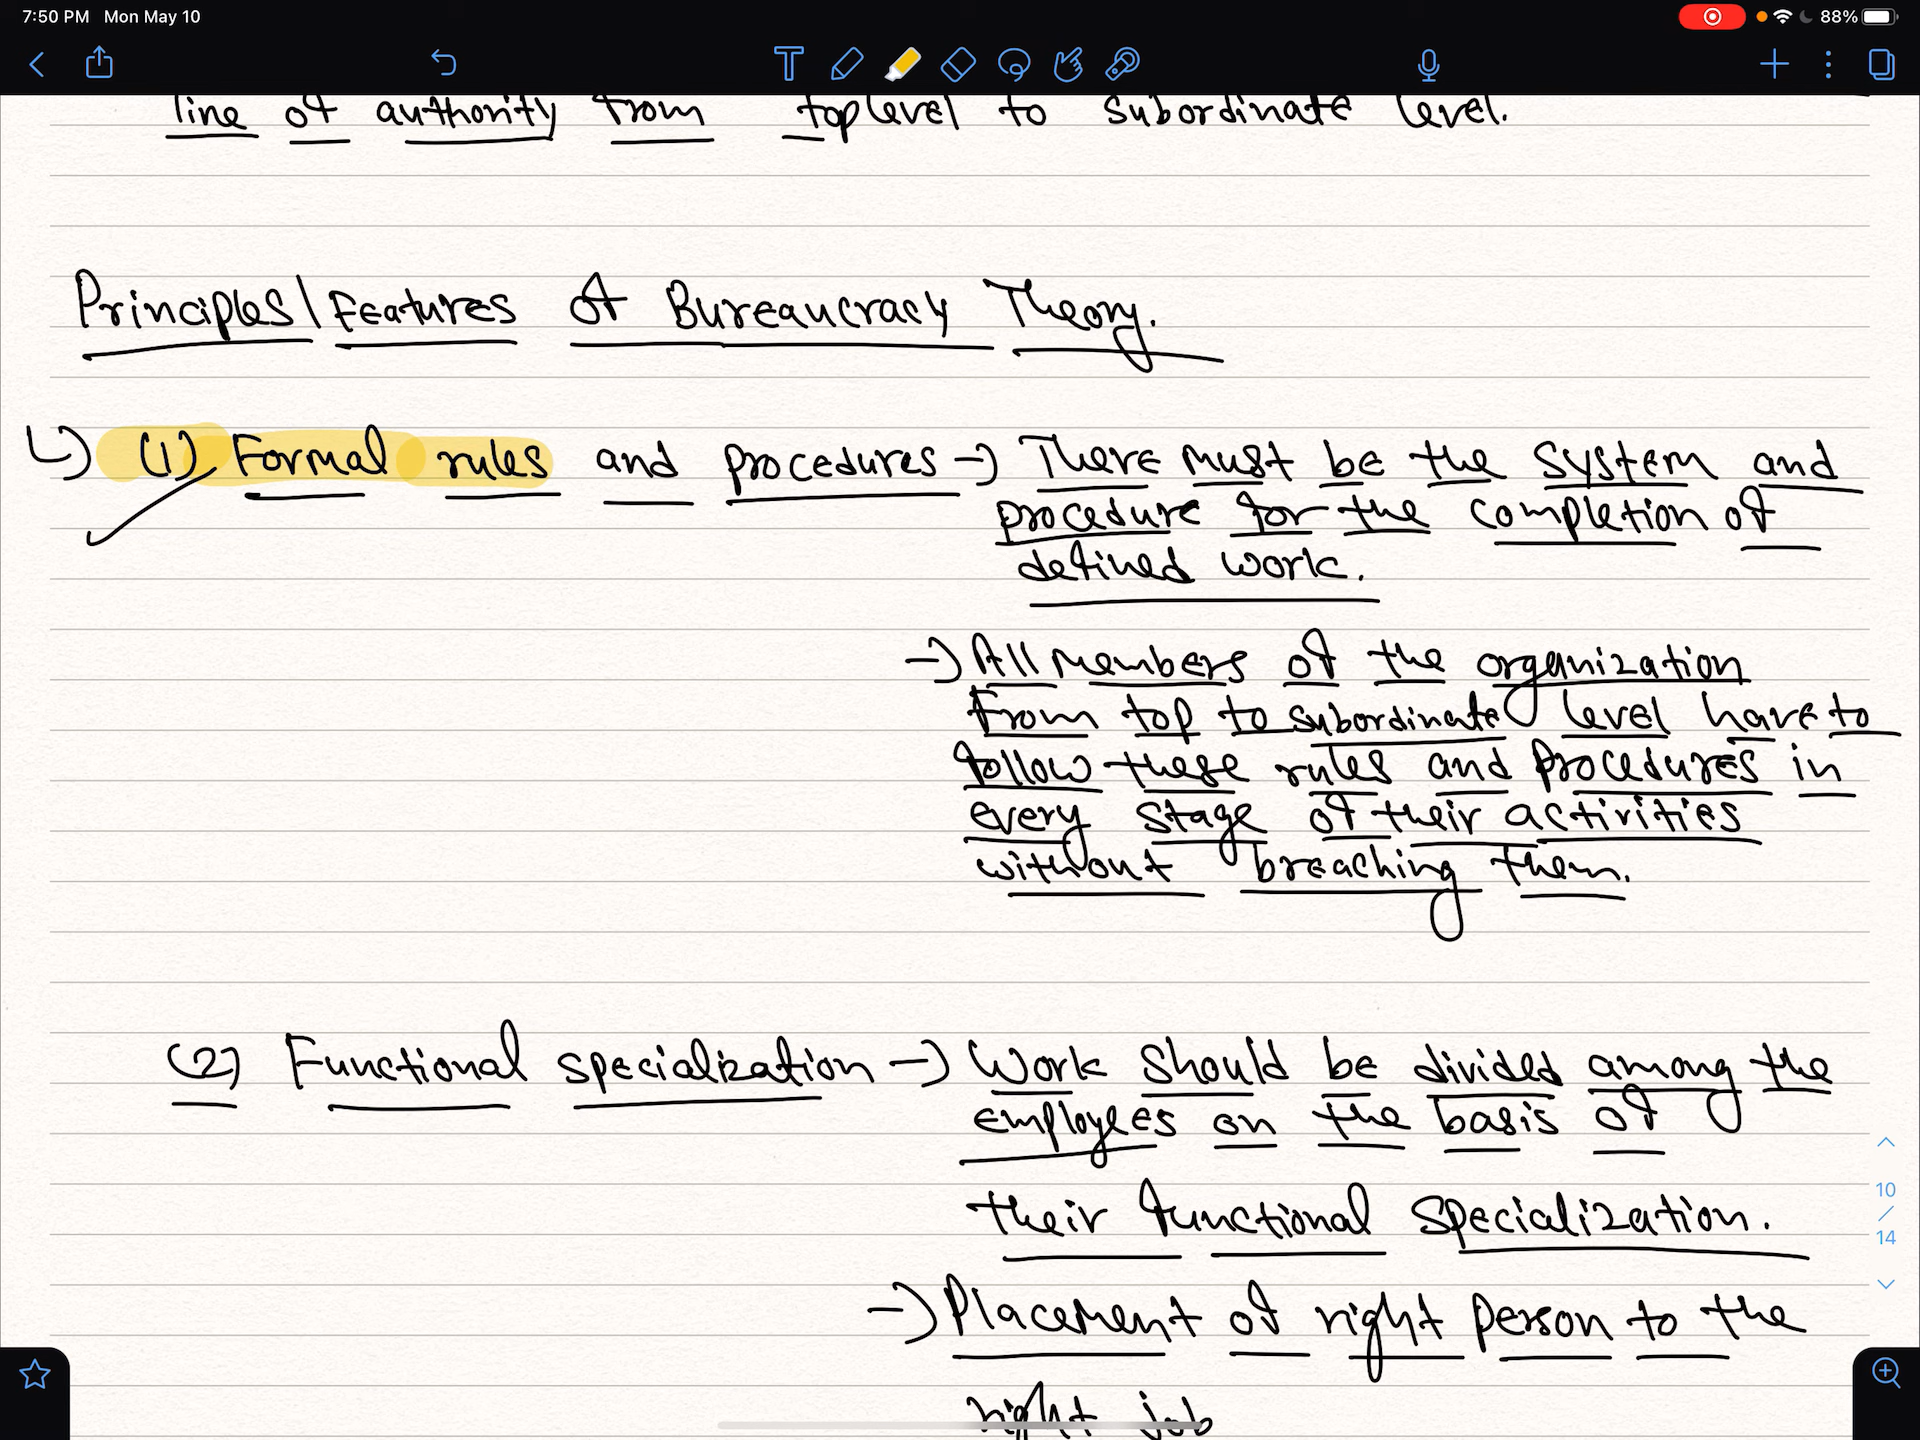 7:50 PM Mon May 10
88%
line of authority from top level to subordinate level.
Principles/Features of Bureaucracy Theory.
(1) Formal rules and procedures → There must be the system and
procedure for the completion of
defined work.
→ All members of the organization
from top to subordinate level have to
follow these rules and procedures in
every stage of their activities
without breaching them.
(2) Functional specialization → Work should be divided among the
employees on the basis of
their functional specialization.
→ Placement of right person to the
right job
10
/
14